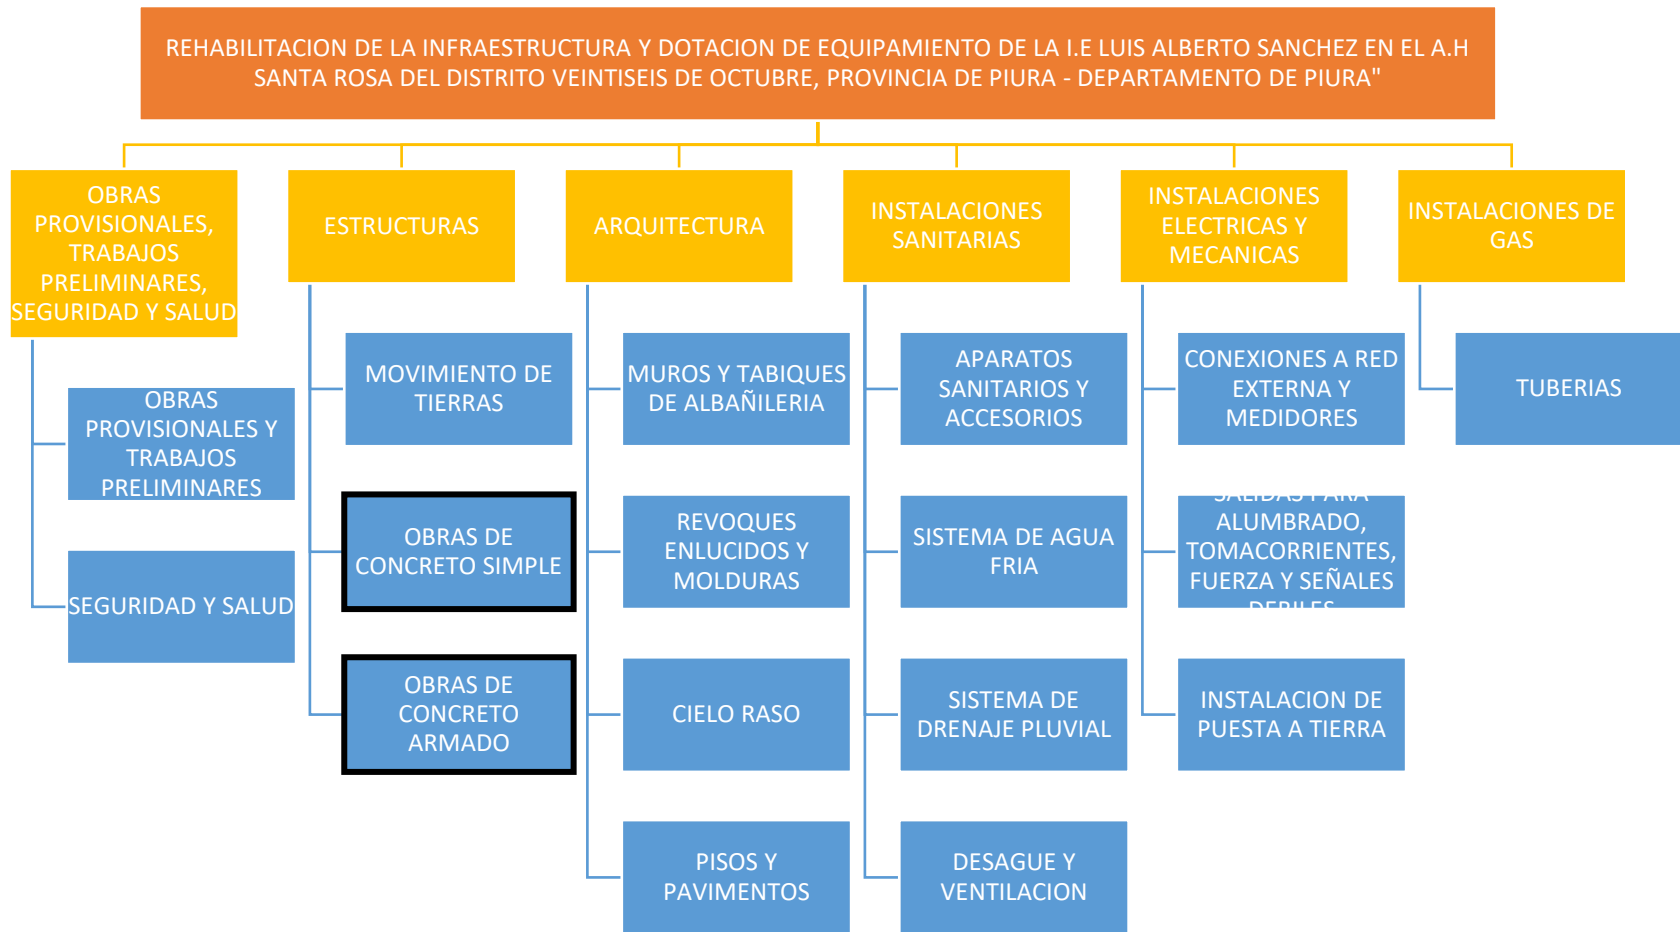 REHABILITACION DE LA INFRAESTRUCTURA Y DOTACION DE EQUIPAMIENTO DE LA I.E LUIS ALBERTO SANCHEZ EN EL A.H
SANTA ROSA DEL DISTRITO VEINTISEIS DE OCTUBRE, PROVINCIA DE PIURA - DEPARTAMENTO DE PIURA"
OBRAS
PROVISIONALES,
TRABAJOS
PRELIMINARES,
SEGURIDAD Y SALUD
OBRAS
PROVISIONALES Y
TRABAJOS
PRELIMINARES
SEGURIDAD Y SALUD
ESTRUCTURAS
MOVIMIENTO DE
TIERRAS
OBRAS DE
CONCRETO SIMPLE
OBRAS DE
CONCRETO
ARMADO
ARQUITECTURA
MUROS Y TABIQUES
DE ALBAÑILERIA
REVOQUES
ENLUCIDOS Y
MOLDURAS
CIELO RASO
PISOS Y
PAVIMENTOS
INSTALACIONES
SANITARIAS
APARATOS
SANITARIOS Y
ACCESORIOS
SISTEMA DE AGUA
FRIA
SISTEMA DE
DRENAJE PLUVIAL
DESAGUE Y
VENTILACION
INSTALACIONES
ELECTRICAS Y
MECANICAS
CONEXIONES A RED
EXTERNA Y
MEDIDORES
SALIDAS PARA
ALUMBRADO,
TOMACORRIENTES,
FUERZA Y SEÑALES
DEBILES
INSTALACION DE
PUESTA A TIERRA
INSTALACIONES DE
GAS
TUBERIAS